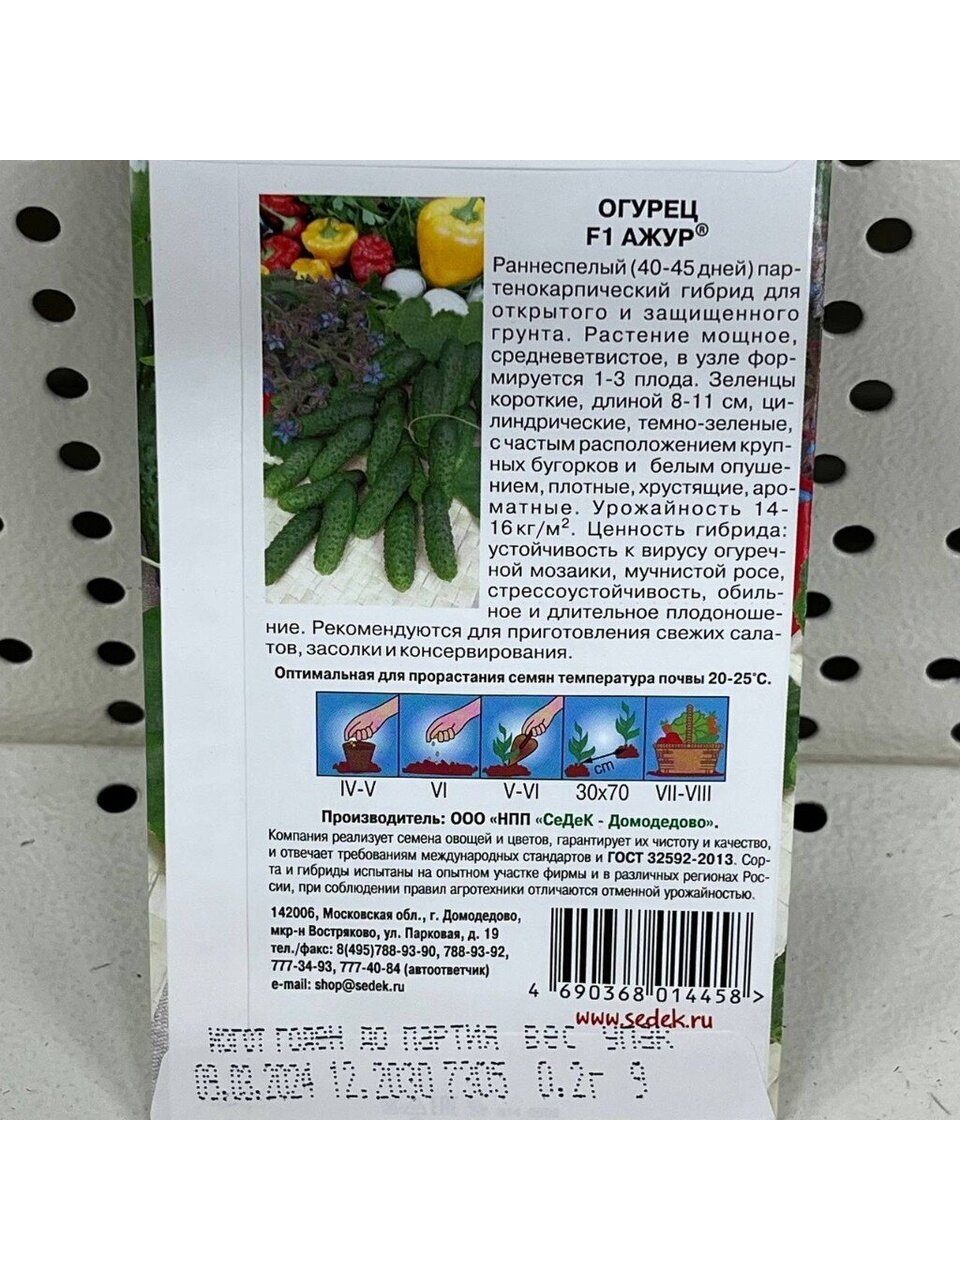 ОГУРЕЦ
F1 АЖУР®
Раннеспелый (40-45 дней) пар-
тенокарпический гибрид для
открытого и защищенного
грунта. Растение мощное,
средневетвистое, в узле фор-
мируется 1-3 плода. Зеленцы
короткие, длиной 8-11 см, ци-
линдрические, темно-зеленые,
с частым расположением круп-
ных бугорков и белым опуше-
нием, плотные, хрустящие, аро-
матные. Урожайность 14-
16 кг/м². Ценность гибрида:
устойчивость к вирусу огуреч-
ной мозаики, мучнистой росе,
стрессоустойчивость, обиль-
ное и длительное плодоноше-
ние. Рекомендуются для приготовления свежих сала-
тов, засолки и консервирования.
Оптимальная для прорастания семян температура почвы 20-25°С.
cm
IV-V VI V-VI 30x70 VII-VIII
Производитель: ООО «НПП «СеДеК - Домодедово».
Компания реализует семена овощей и цветов, гарантирует их чистоту и качество,
и отвечает требованиям международных стандартов и ГОСТ 32592-2013. Сор-
та и гибриды испытаны на опытном участке фирмы и в различных регионах Рос-
сии, при соблюдении правил агротехники отличаются отменной урожайностью.
142006, Московская обл., г. Домодедово,
мкр-н Востряково, ул. Парковая, д. 19
тел./факс: 8(495)788-93-90, 788-93-92,
777-34-93, 777-40-84 (автоответчик)
e-mail: shop@sedek.ru
4 690368 014458 >
www.sedek.ru
ГОДЕН ДО ПАРТИЯ ВЕС УПАК
03.2024 12.2030 7305 0.2г 9